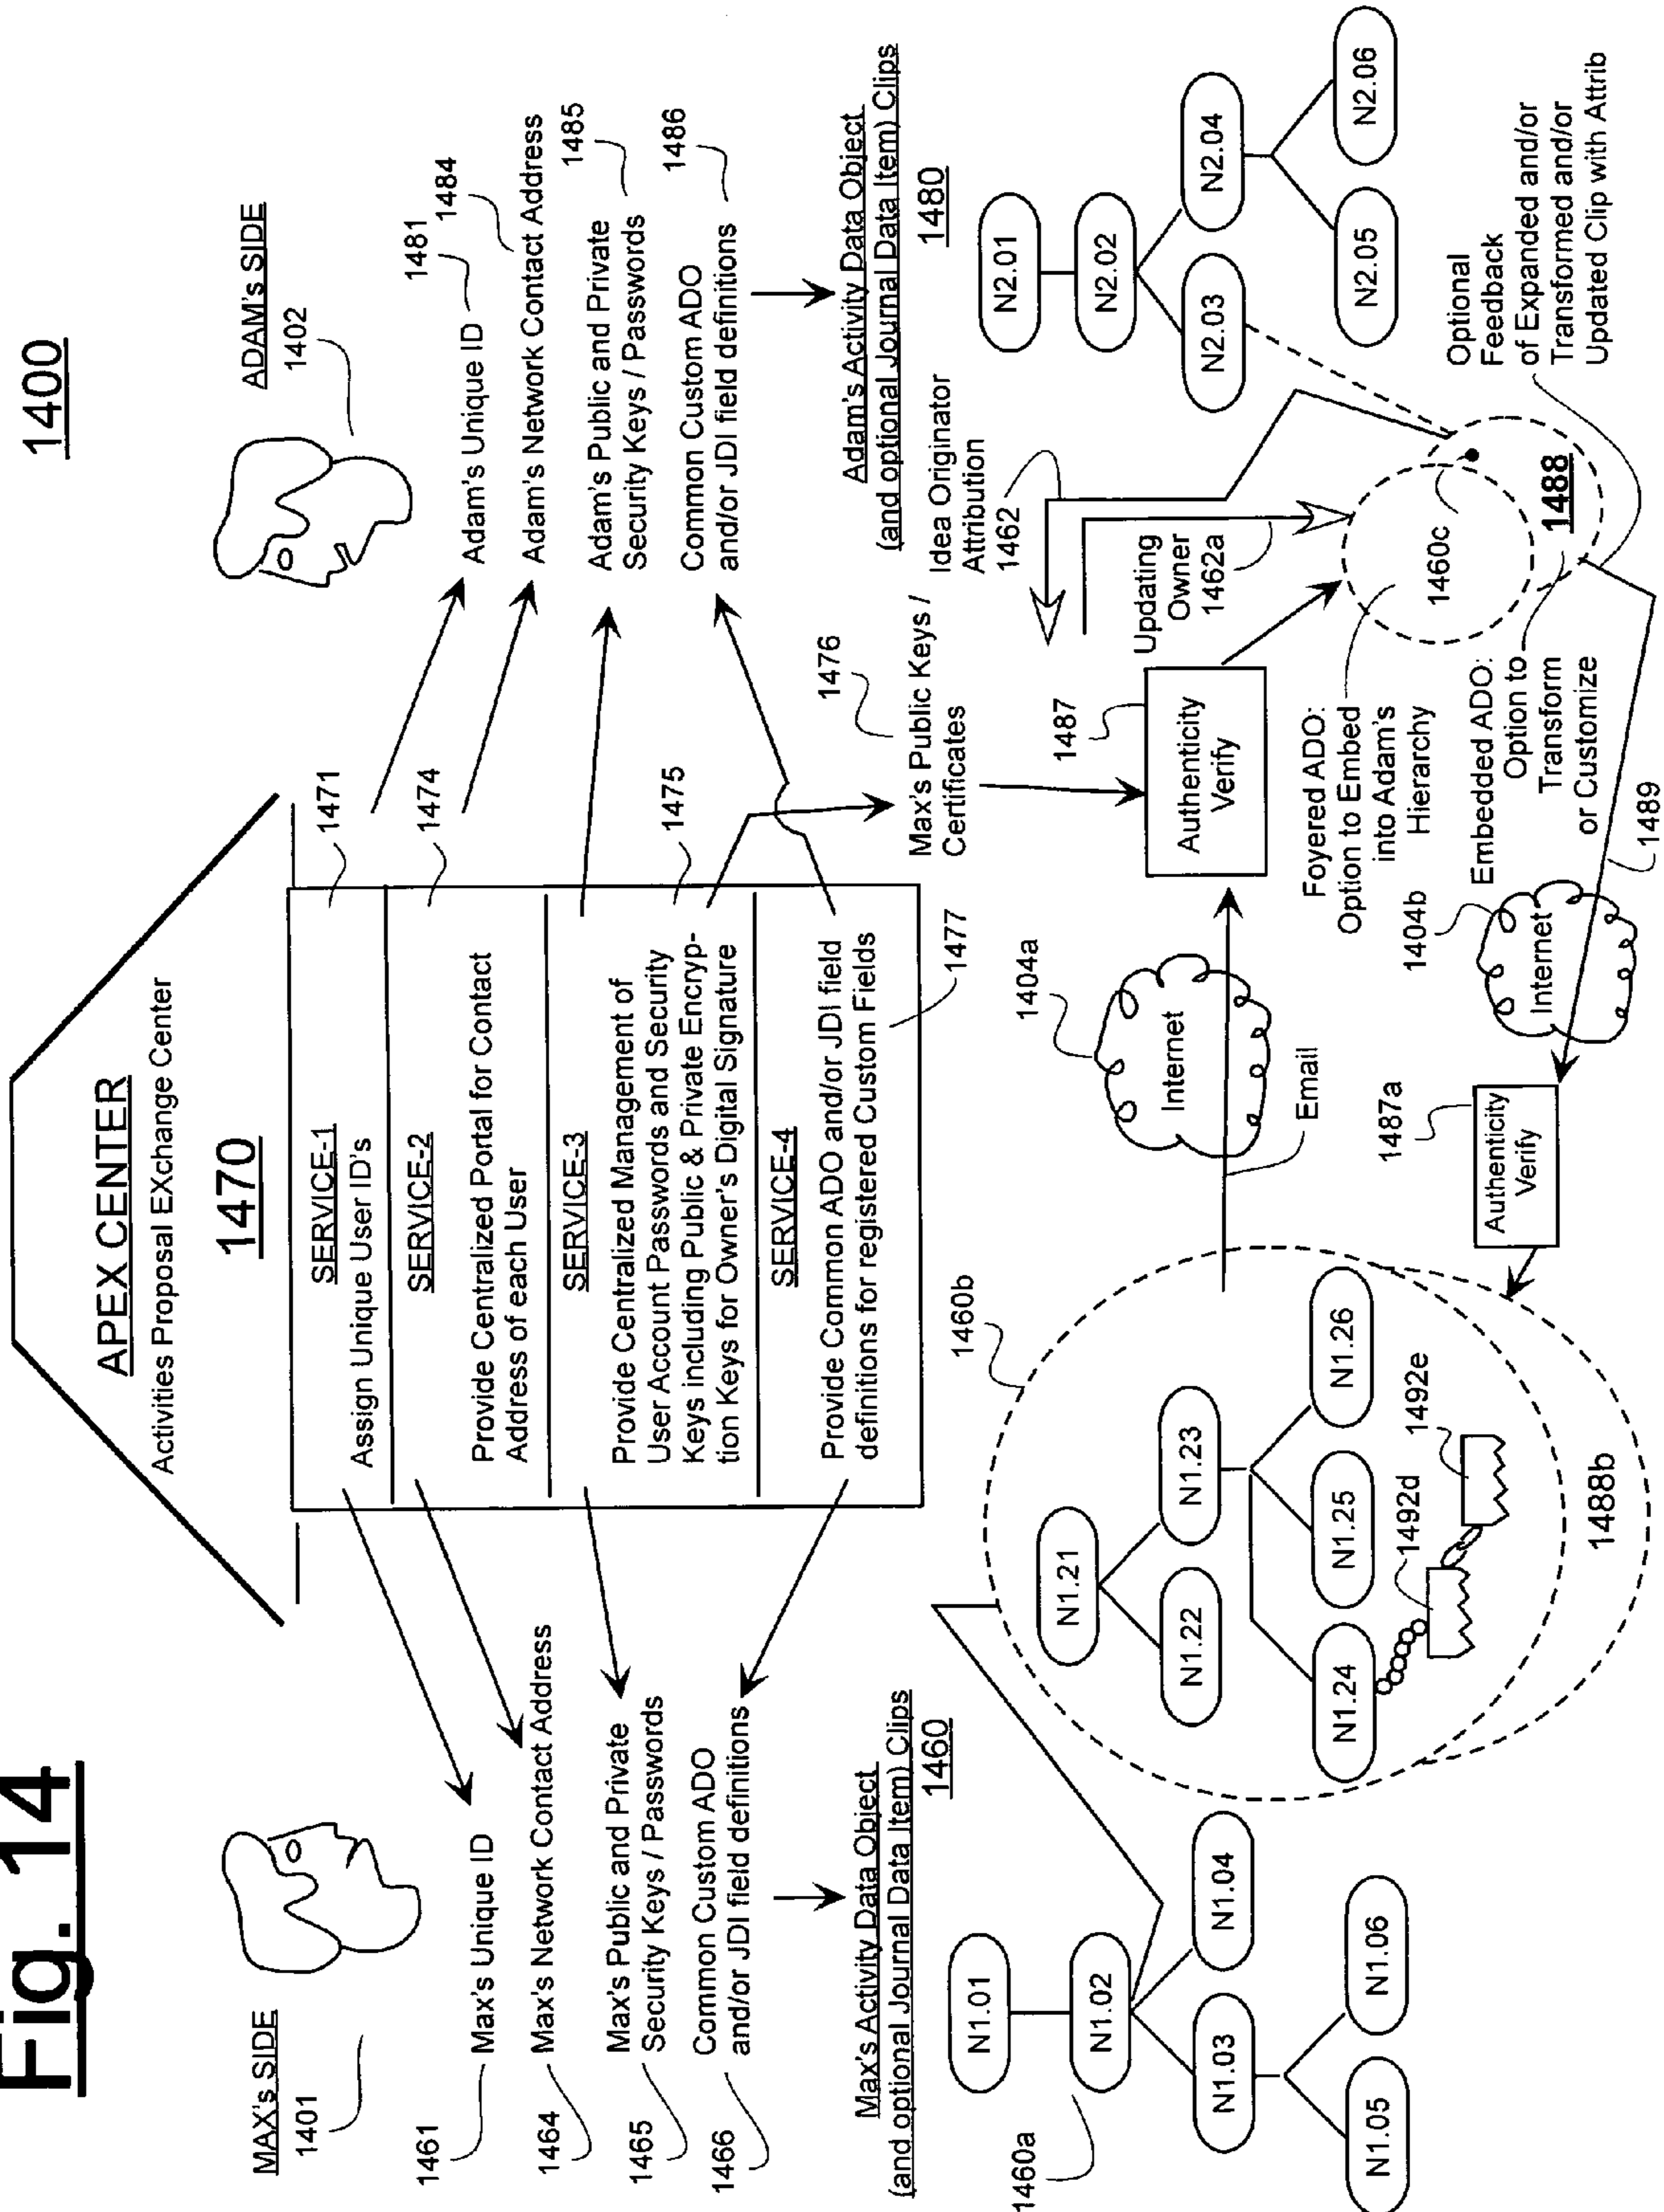 Fig. 14
1400
MAX's SIDE
1401
ADAM's SIDE
1402
APEX CENTER
Activities Proposal EXchange Center
1470
SERVICE-1
Assign Unique User ID's
1471
SERVICE-2
Provide Centralized Portal for Contact
Address of each User
1474
SERVICE-3
Provide Centralized Management of
User Account Passwords and Security
Keys including Public & Private Encryp-
tion Keys for Owner's Digital Signature
1475
SERVICE-4
Provide Common ADO and/or JDI field
definitions for registered Custom Fields
1477
1461
Max's Unique ID
1464
Max's Network Contact Address
1465
Max's Public and Private
Security Keys / Passwords
1466
Common Custom ADO
and/or JDI field definitions
Max's Activity Data Object
(and optional Journal Data Item) Clips
1460
1460a
N1.01
N1.02
N1.03
N1.04
N1.05
N1.06
1460b
N1.21
N1.22
N1.23
N1.24
N1.25
N1.26
1492d
1492e
1488b
Adam's Unique ID
1481
Adam's Network Contact Address
1484
Adam's Public and Private
Security Keys / Passwords
1485
Common Custom ADO
and/or JDI field definitions
1486
Adam's Activity Data Object
(and optional Journal Data Item) Clips
1480
N2.01
N2.02
N2.03
N2.04
N2.05
N2.06
1476
Max's Public Keys /
Certificates
Idea Originator
Attribution
1462
1404a
Internet
Email
1487
Authenticity
Verify
Updating
Owner
1462a
Foyered ADO:
Option to Embed
into Adam's
Hierarchy
1460c
1488
Embedded ADO:
Option to
Transform
or Customize
Optional
Feedback
of Expanded and/or
Transformed and/or
Updated Clip with Attrib
1404b
Internet
1489
1487a
Authenticity
Verify